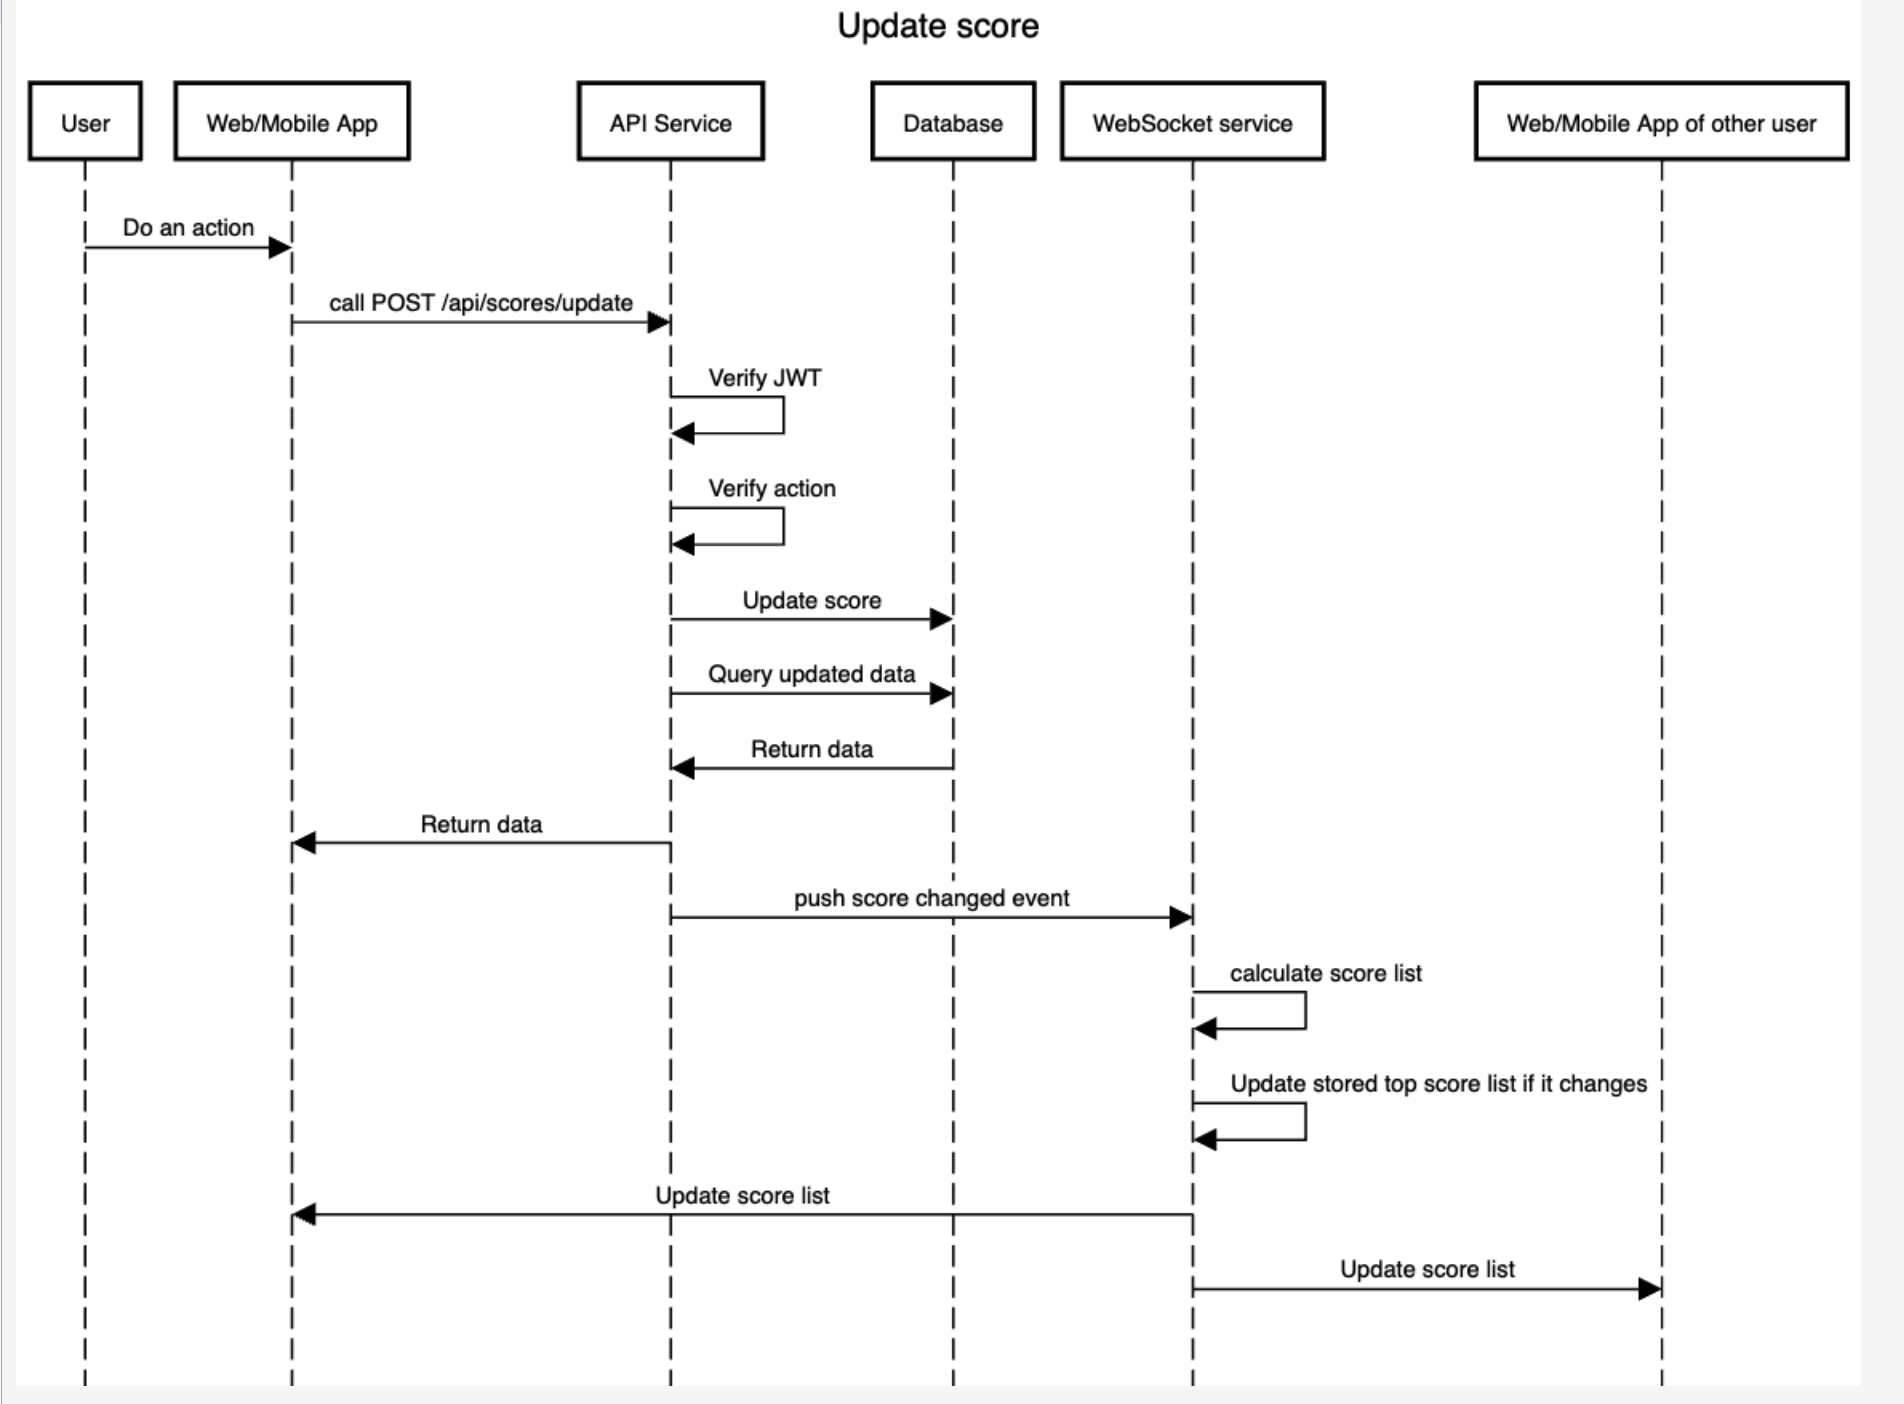 Update score
User
Web/Mobile App
API Service
Database
WebSocket service
Web/Mobile App of other user
Do an action
call POST /api/scores/update
Verify JWT
Verify action
Update score
Query updated data
Return data
Return data
push score changed event
calculate score list
Update stored top score list if it changes
Update score list
Update score list